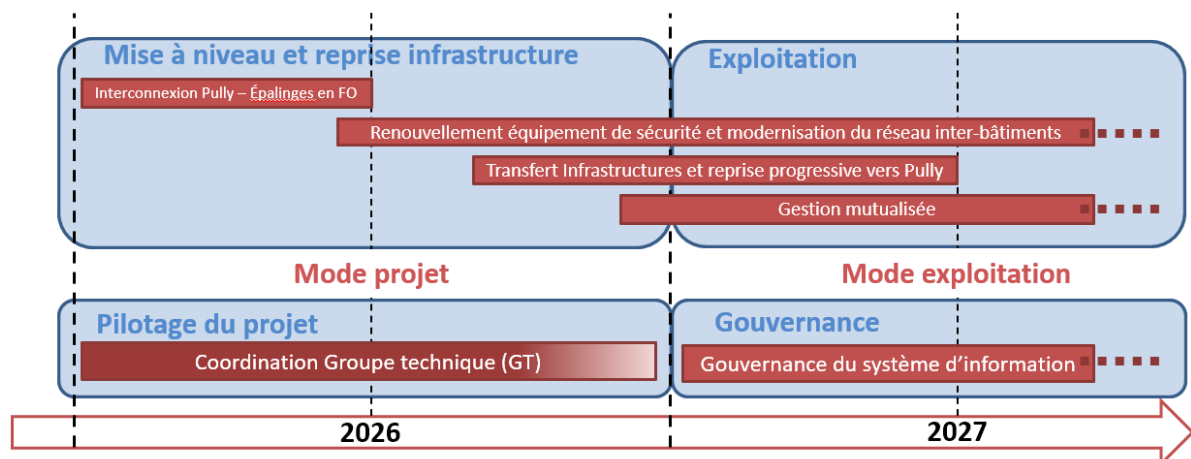 Mise à niveau et reprise infrastructure
Exploitation
Interconnexion Pully – Épalinges en FO
Renouvellement équipement de sécurité et modernisation du réseau inter-bâtiments
Transfert Infrastructures et reprise progressive vers Pully
Gestion mutualisée
Mode projet
Mode exploitation
Pilotage du projet
Gouvernance
Coordination Groupe technique (GT)
Gouvernance du système d’information
2026
2027